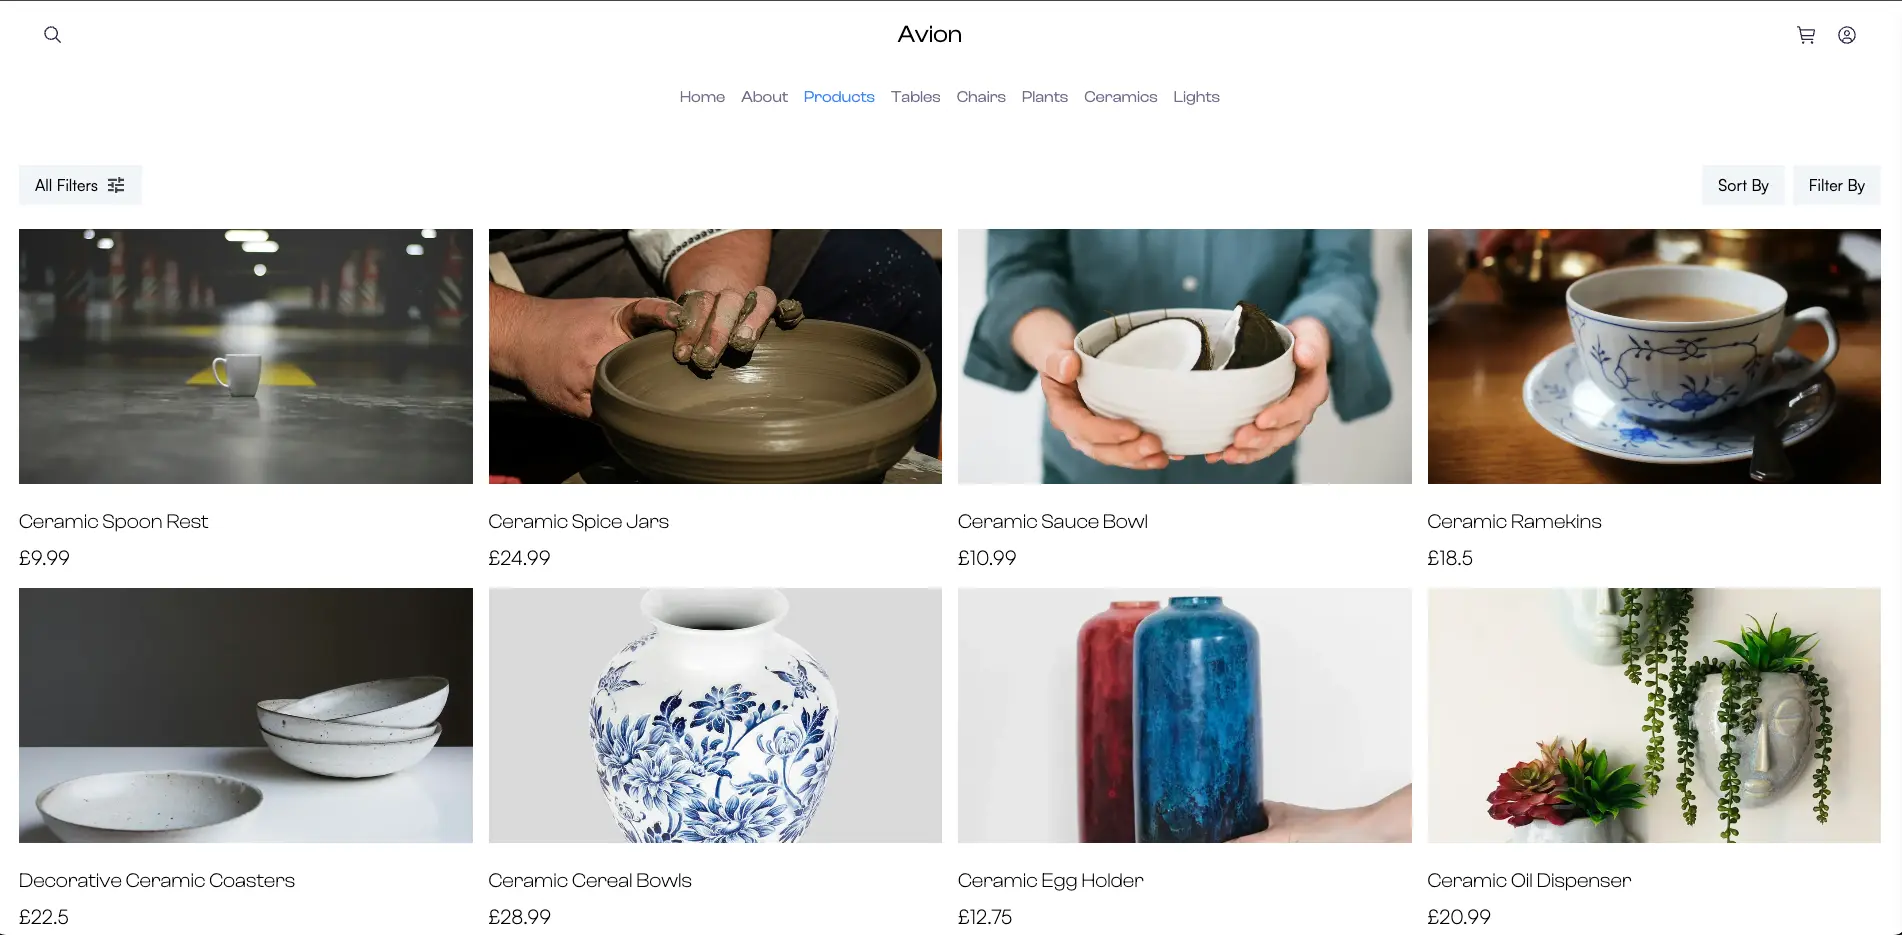 Avion
Home About Products Tables Chairs Plants Ceramics Lights
All Filters
Sort By
Filter By
Ceramic Spoon Rest
£9.99
Ceramic Spice Jars
£24.99
Ceramic Sauce Bowl
£10.99
Ceramic Ramekins
£18.5
Decorative Ceramic Coasters
£22.5
Ceramic Cereal Bowls
£28.99
Ceramic Egg Holder
£12.75
Ceramic Oil Dispenser
£20.99